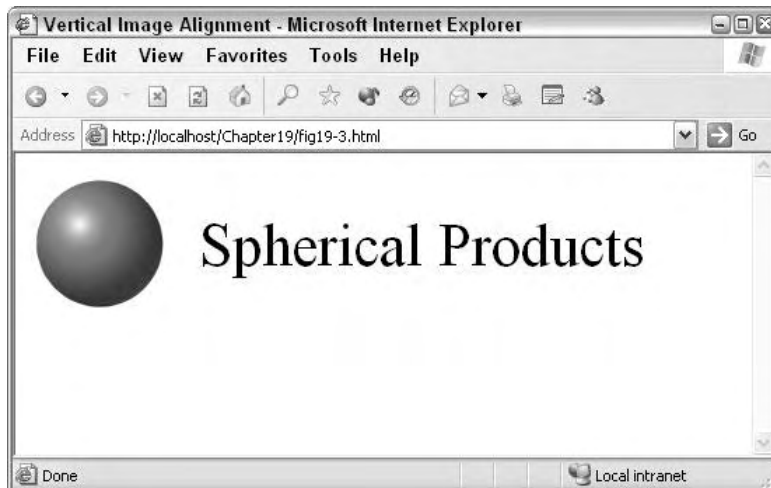 Vertical Image Alignment - Microsoft Internet Explorer
File Edit View Favorites Tools Help
Address http://localhost/Chapter19/fig19-3.html Go
Spherical Products
Done Local intranet